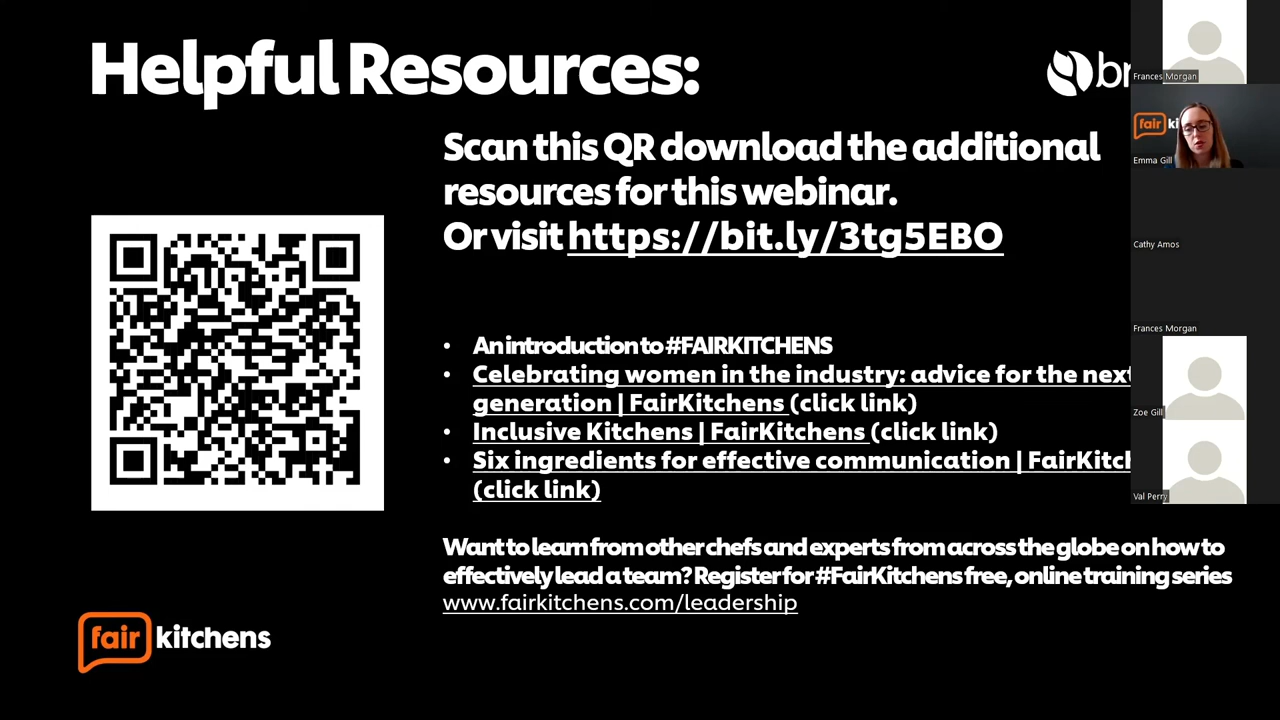 Helpful Resources:
Scan this QR download the additional
resources for this webinar.
Or visit https://bit.ly/3tg5EBO
• An introduction to #FAIRKITCHENS
• Celebrating women in the industry: advice for the next
generation | FairKitchens (click link)
• Inclusive Kitchens | FairKitchens (click link)
• Six ingredients for effective communication |
(click link)
Want to learn from other chefs and experts from across the globe on how to
effectively lead a team? Register for #FairKitchens free, online training series
www.fairkitchens.com/leadership
fair kitchens
Frances Morgan
fair
Emma Gill
Cathy Amos
Frances Morgan
Zoe Gill
Val Perry